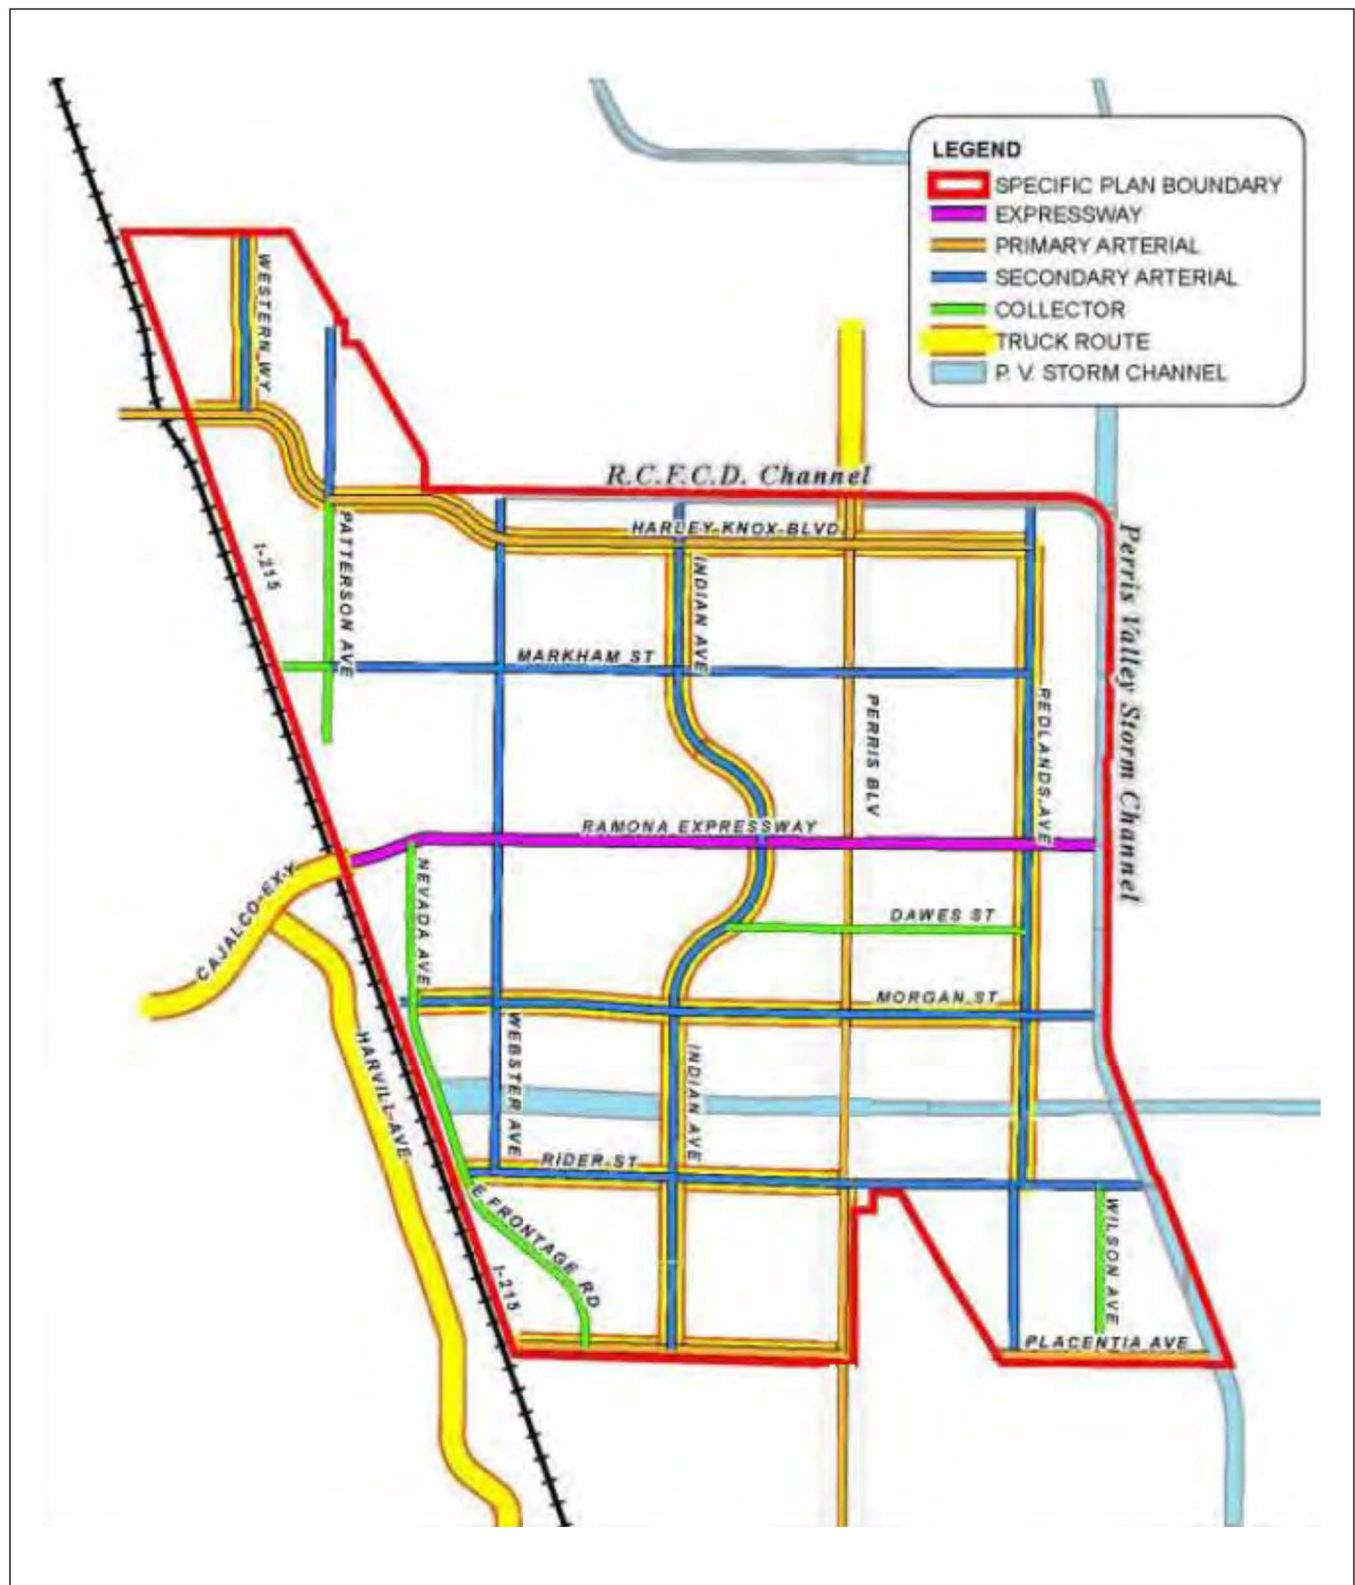 LEGEND
SPECIFIC PLAN BOUNDARY
EXPRESSWAY
PRIMARY ARTERIAL
SECONDARY ARTERIAL
COLLECTOR
TRUCK ROUTE
P. V. STORM CHANNEL
WESTERN WY
R.C.F.C.D. Channel
HARLEY KNOX BLVD
PATTERSON AVE
I-215
INDIAN AVE
Perris Valley Storm Channel
MARKHAM ST
PERRIS BLV
REDLANDS AVE
RAMONA EXPRESSWAY
CAJALCO EXY
NEVADA AVE
DAWES ST
MORGAN ST
HARVILL AVE
WEBSTER AVE
INDIAN AVE
RIDER ST
E FRONTAGE RD
WILSON AVE
I-215
PLACENTIA AVE